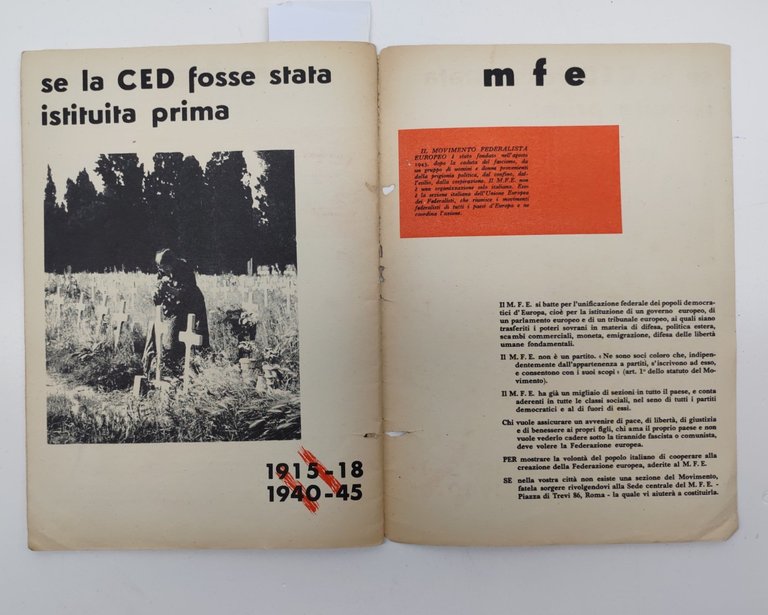 se la CED fosse stata
istituita prima
1915-18
1940-45
m f e
IL MOVIMENTO FEDERALISTA
EUROPEO è stato fondato nell'agosto
1943, dopo la caduta del fascismo, da
un gruppo di uomini e donne provenienti
dalla prigionia politica, dal confino, dal-
l'esilio, dalla cospirazione. Il M.F.E. non
è una organizzazione solo italiana. Esso
è la sezione italiana dell'Unione Europea
dei Federalisti, che riunisce i movimenti
federalisti di tutti i paesi d'Europa e ne
coordina l'azione.
Il M. F. E. si batte per l'unificazione federale dei popoli democra-
tici d'Europa, cioè per la istituzione di un governo europeo, di
un parlamento europeo e di un tribunale europeo, ai quali siano
trasferiti i poteri sovrani in materia di difesa, politica estera,
scambi commerciali, moneta, emigrazione, difesa delle libertà
umane fondamentali.
Il M. F. E. non è un partito. « Ne sono soci coloro che, indipen-
dentemente dall'appartenenza a partiti, s'iscrivono ad esso,
e consentono con i suoi scopi » (art. 1° dello statuto del Mo-
vimento).
Il M. F. E. ha già un migliaio di sezioni in tutto il paese, e conta
aderenti in tutte le classi sociali, nel seno di tutti i partiti
democratici e al di fuori di essi.
Chi vuole assicurare un avvenire di pace, di libertà, di giustizia
e di benessere ai propri figli, chi ama il proprio paese e non
vuole vederlo cadere sotto la tirannide fascista o comunista,
deve volere la Federazione europea.
PER mostrare la volontà del popolo italiano di cooperare alla
creazione della Federazione europea, aderite al M. F. E.
SE nella vostra città non esiste una sezione del Movimento,
fatela sorgere rivolgendovi alla Sede centrale del M. F. E. -
Piazza di Trevi 86, Roma - la quale vi aiuterà a costituirla.